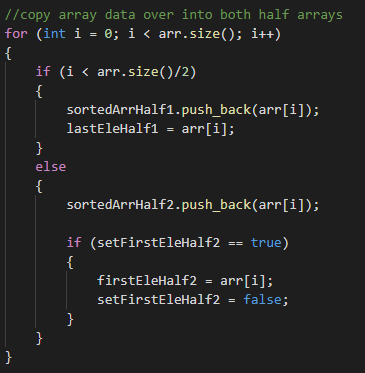 //copy array data over into both half arrays
for (int i = 0; i < arr.size(); i++)
{
    if (i < arr.size()/2)
    {
        sortedArrHalf1.push_back(arr[i]);
        lastEleHalf1 = arr[i];
    }
    else
    {
        sortedArrHalf2.push_back(arr[i]);

        if (setFirstEleHalf2 == true)
        {
            firstEleHalf2 = arr[i];
            setFirstEleHalf2 = false;
        }
    }
}